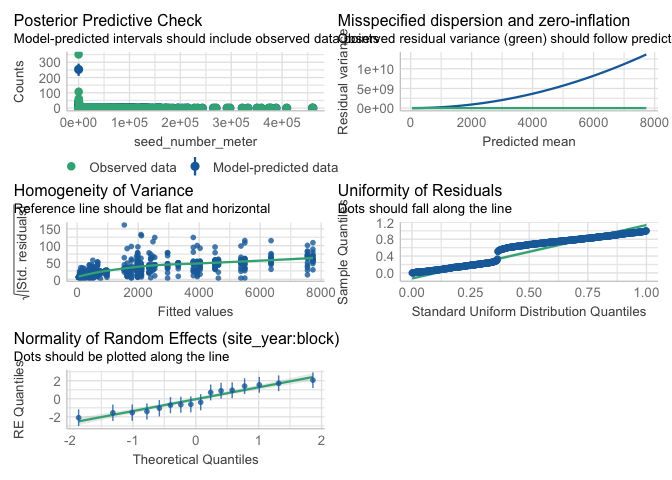 Posterior Predictive Check
Model-predicted intervals should include observed data points
Counts
300
200
100
0
0e+00 1e+05 2e+05 3e+05 4e+05
seed_number_meter
Observed data Model-predicted data
Misspecified dispersion and zero-inflation
Observed residual variance (green) should follow predict
Residual variance
1e+10
5e+09
0e+00
0 2000 4000 6000 8000
Predicted mean
Homogeneity of Variance
Reference line should be flat and horizontal
√|Std. residuals|
150
100
50
0
0 2000 4000 6000 8000
Fitted values
Uniformity of Residuals
Dots should fall along the line
Sample Quantiles
1.2
0.8
0.4
0.0
0.00 0.25 0.50 0.75 1.00
Standard Uniform Distribution Quantiles
Normality of Random Effects (site_year:block)
Dots should be plotted along the line
RE Quantiles
2
0
-2
-2 -1 0 1 2
Theoretical Quantiles